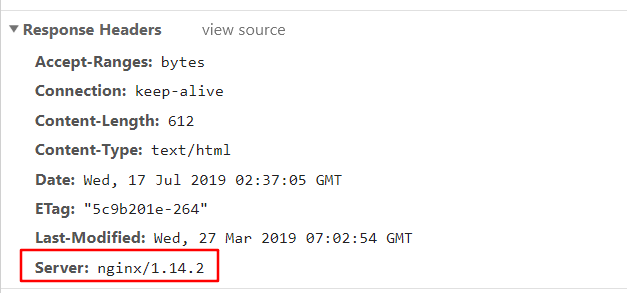 Response Headers view source
Accept-Ranges: bytes
Connection: keep-alive
Content-Length: 612
Content-Type: text/html
Date: Wed, 17 Jul 2019 02:37:05 GMT
ETag: "5c9b201e-264"
Last-Modified: Wed, 27 Mar 2019 07:02:54 GMT
Server: nginx/1.14.2